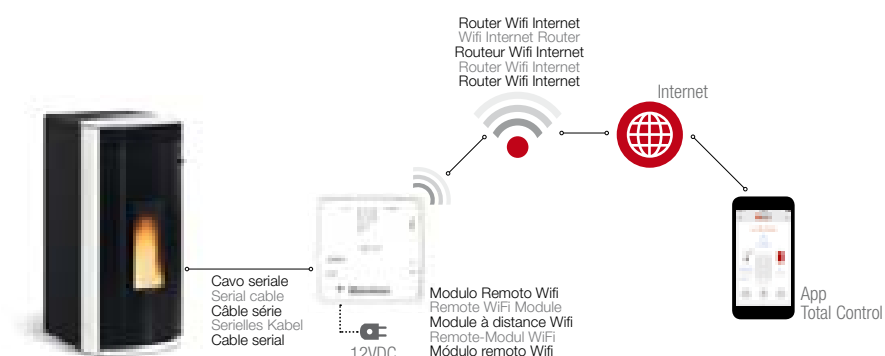 Router Wifi Internet
Wifi Internet Router
Routeur Wifi Internet
Router Wifi Internet
Router Wifi Internet
Internet
Cavo seriale
Serial cable
Câble série
Serielles Kabel
Cable serial
12VDC
Modulo Remoto Wifi
Remote WiFi Module
Module à distance Wifi
Remote-Modul WiFi
Módulo remoto Wifi
App
Total Control